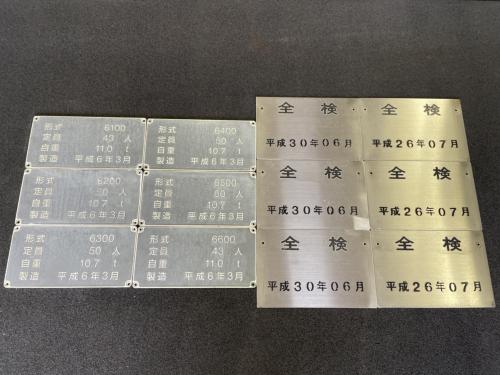 形式 6100
定員 43 人
自重 11.0 t
製造 平成6年3月
形式 6400
定員 50 人
自重 10.7 t
製造 平成6年3月
形式 6200
定員 50 人
自重 10.7 t
製造 平成6年3月
形式 6500
定員 50 人
自重 10.7 t
製造 平成6年3月
形式 6300
定員 50 人
自重 10.7 t
製造 平成6年3月
形式 6600
定員 43 人
自重 11.0 t
製造 平成6年3月
全検
平成30年06月
全検
平成26年07月
全検
平成30年06月
全検
平成26年07月
全検
平成30年06月
全検
平成26年07月